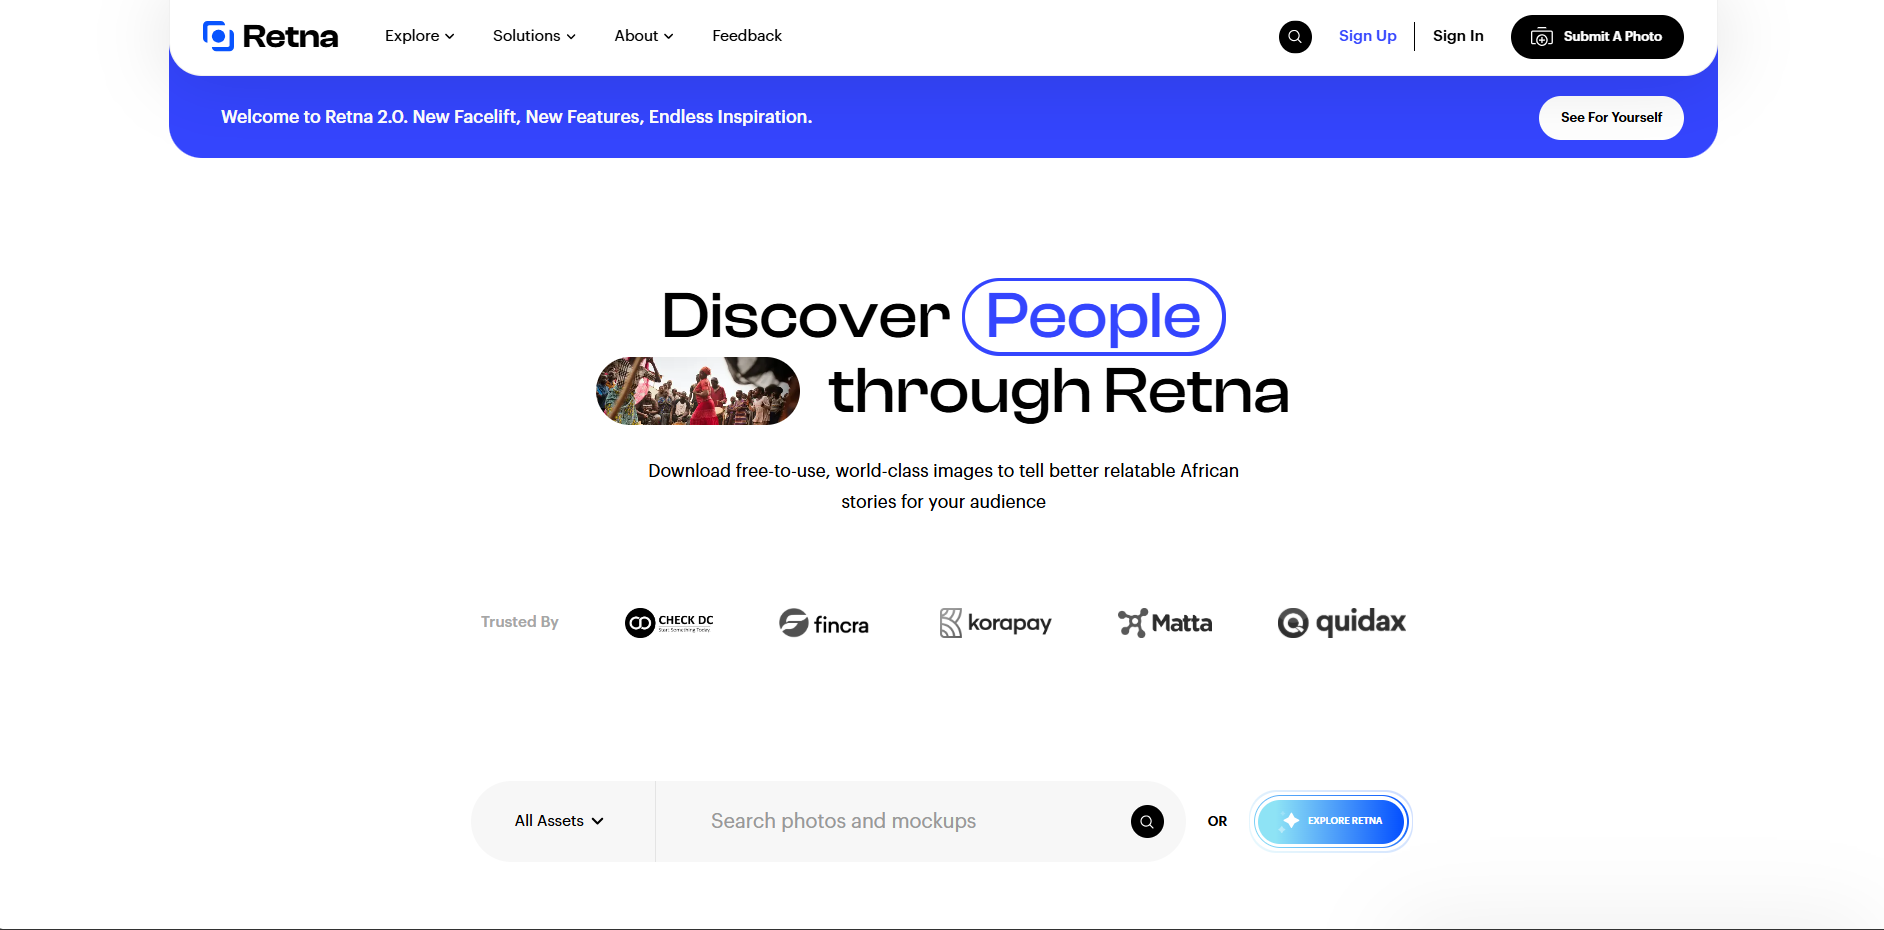 Retna
Explore
Solutions
About
Feedback
Sign Up
Sign In
Submit A Photo
Welcome to Retna 2.0. New Facelift, New Features, Endless Inspiration.
See For Yourself
Discover People
through Retna
Download free-to-use, world-class images to tell better relatable African
stories for your audience
Trusted By
CHECK DC
Start Something Today.
fincra
korapay
Matta
quidax
All Assets
Search photos and mockups
OR
EXPLORE RETNA